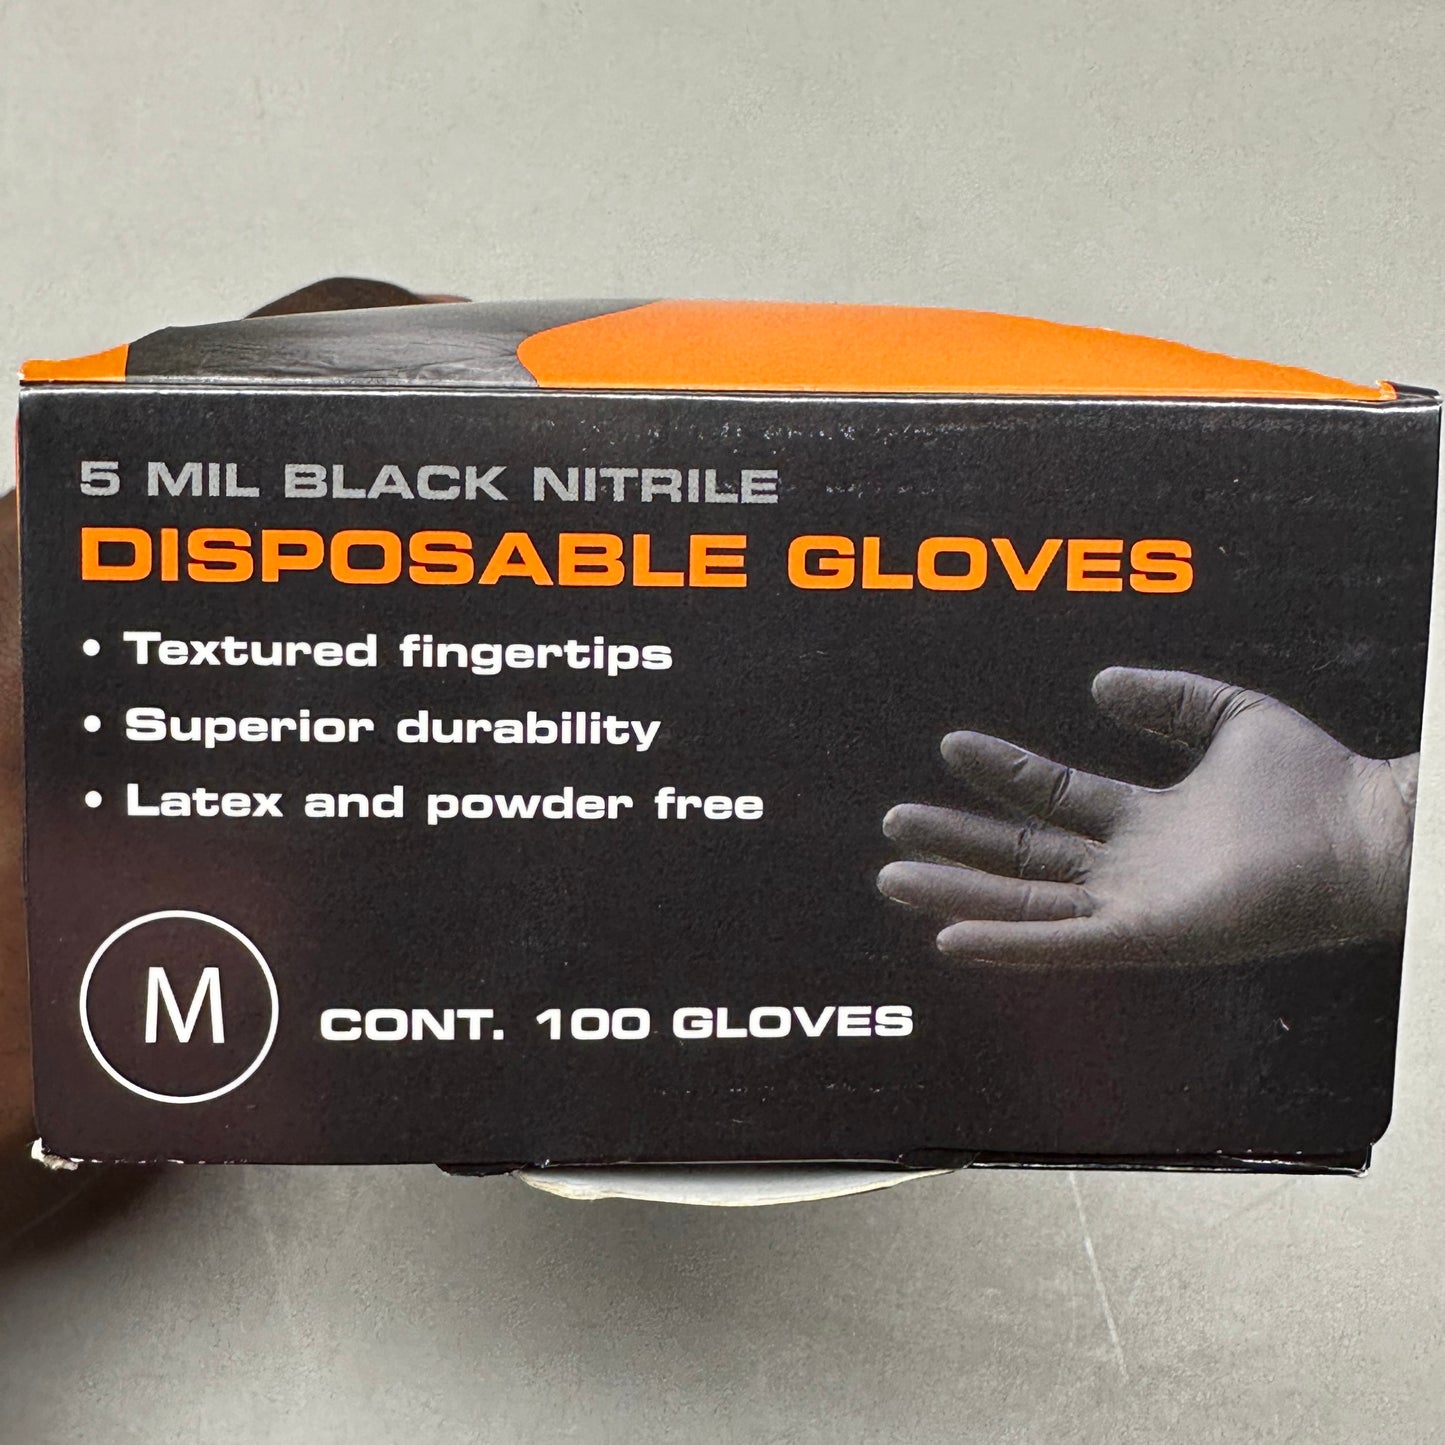 5 MIL BLACK NITRILE
DISPOSABLE GLOVES
• Textured fingertips
• Superior durability
• Latex and powder free
M
CONT. 100 GLOVES